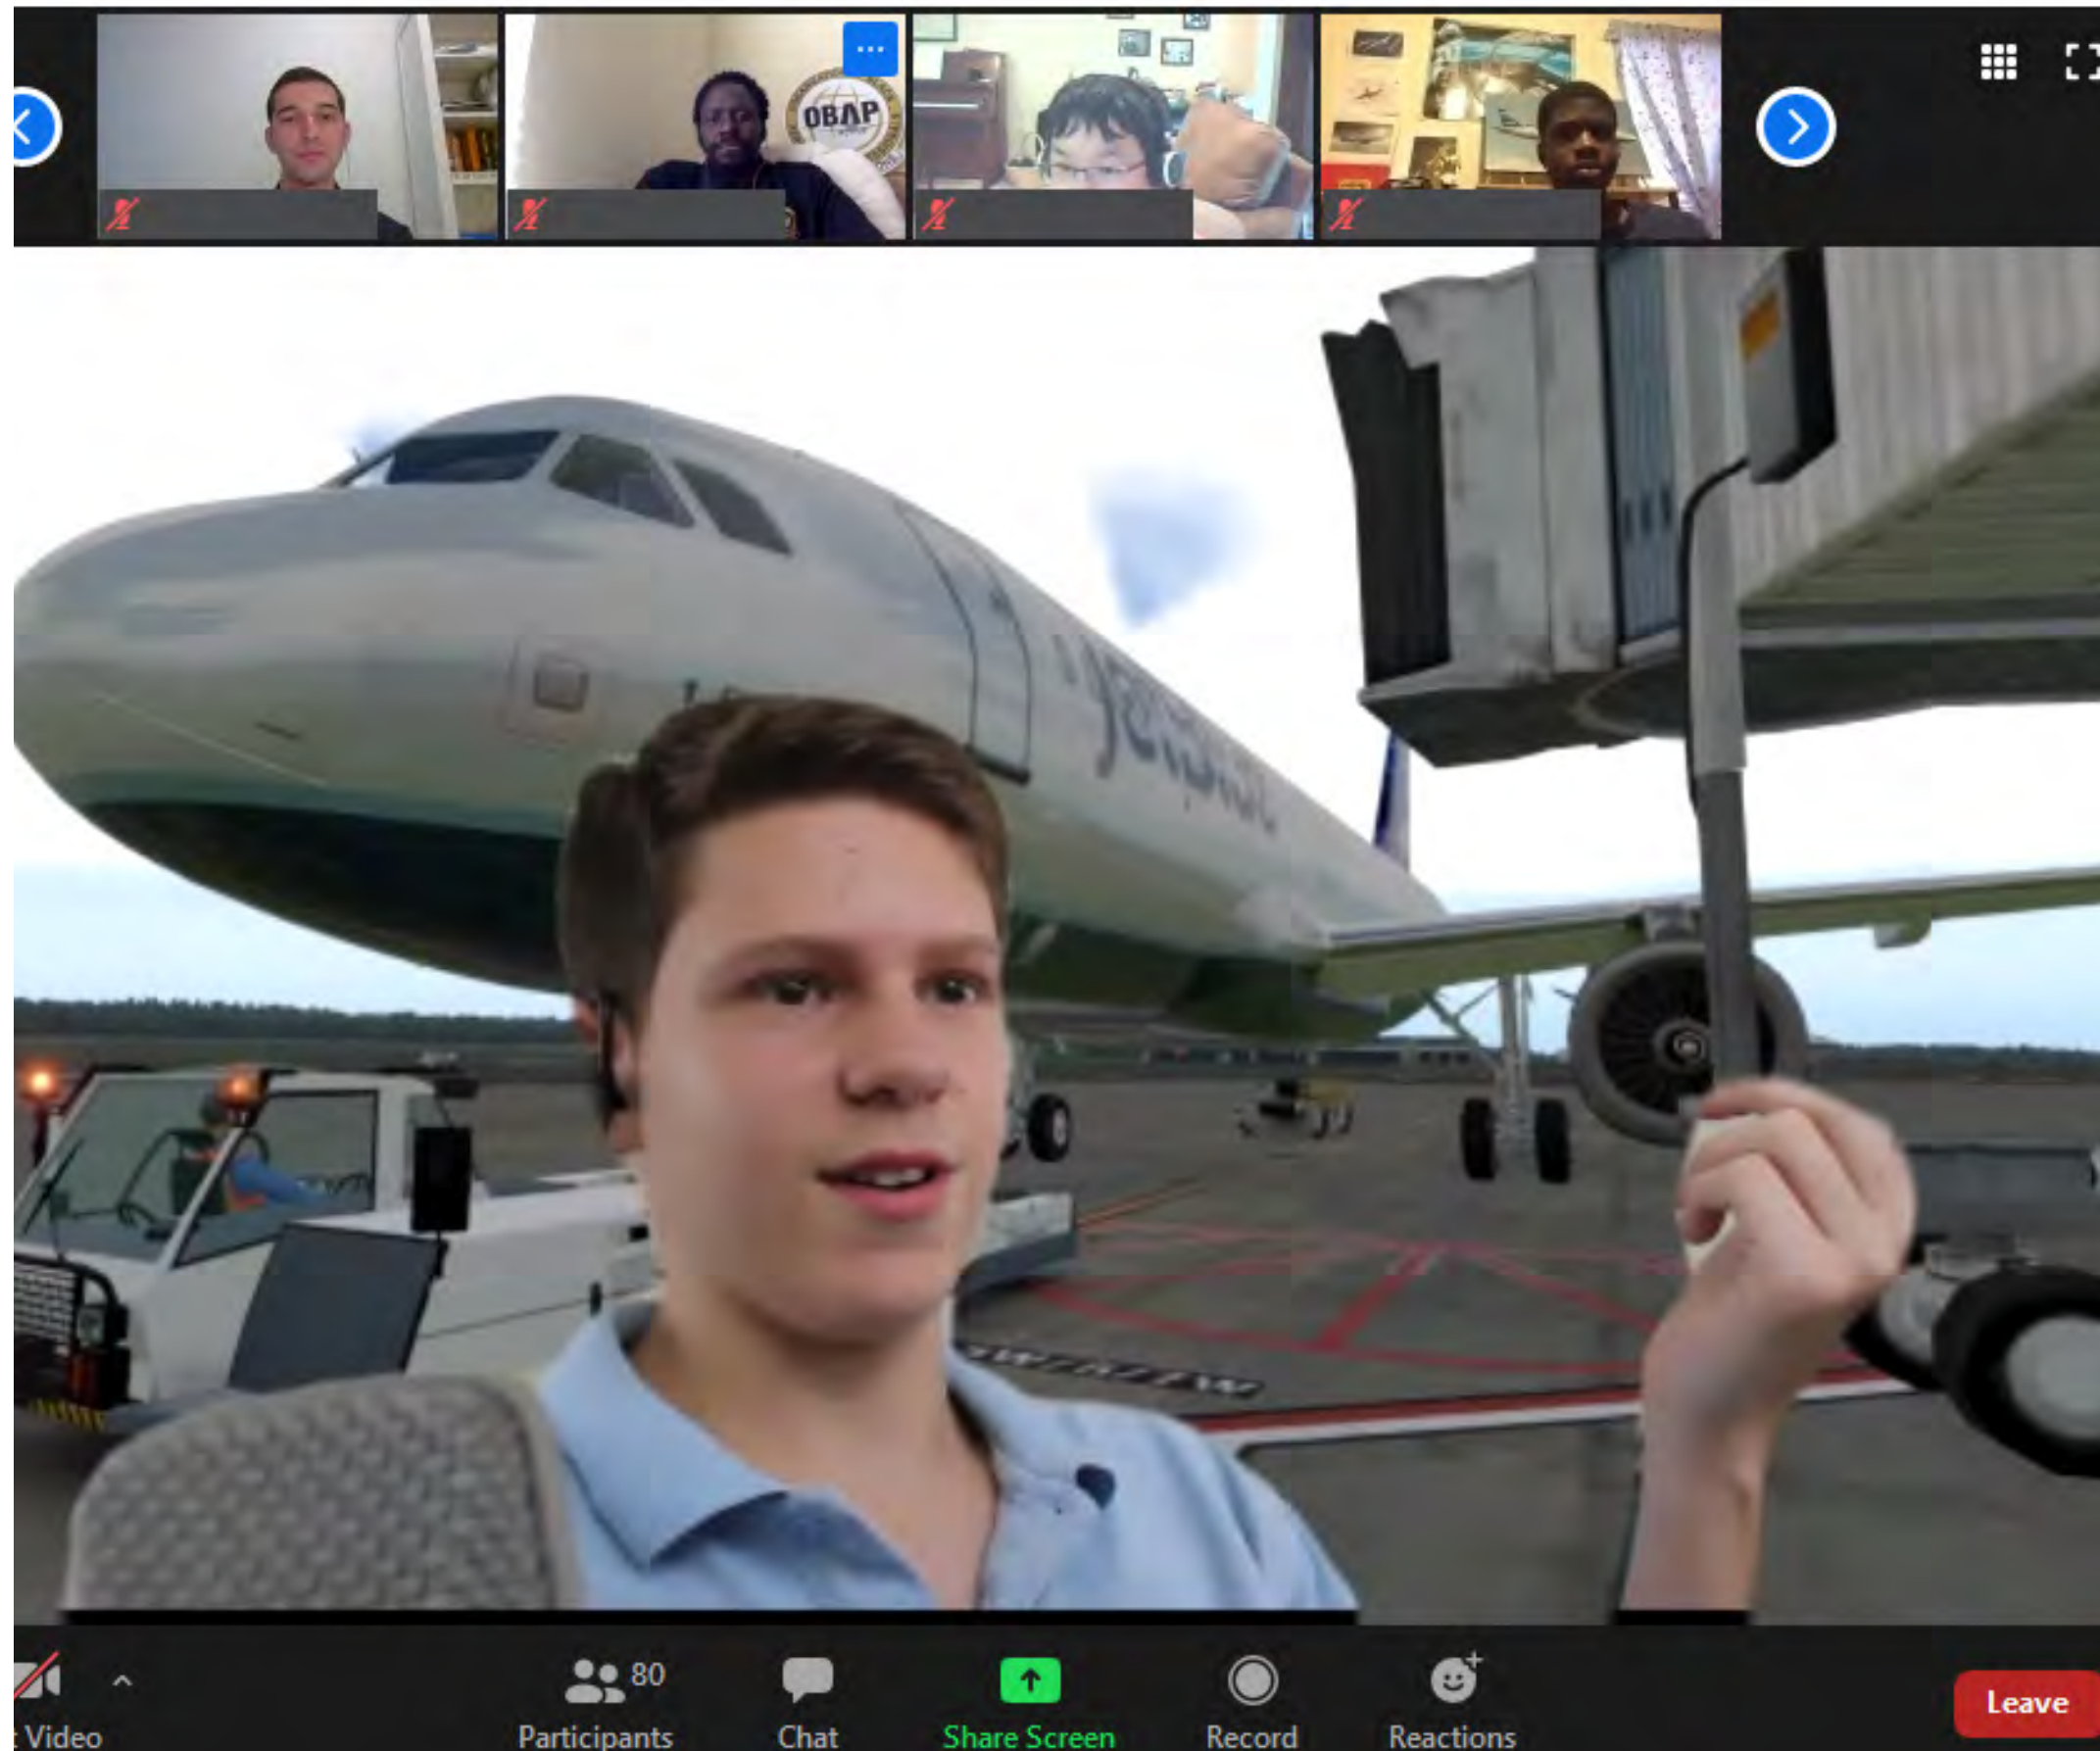 ...
OBAP
80
t Video
Participants
Chat
Share Screen
Record
Reactions
Leave